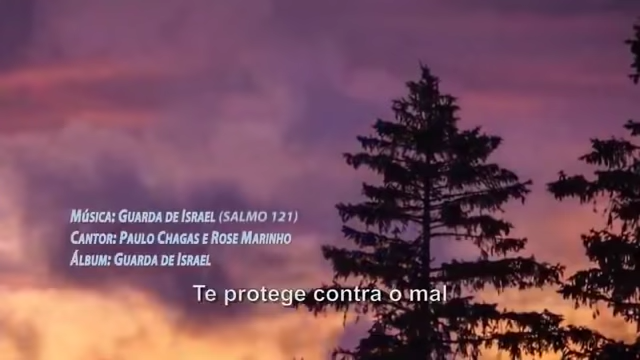 Música: Guarda de Israel (SALMO 121)
Cantor: Paulo Chagas e Rose Marinho
Álbum: Guarda de Israel
Te protege contra o mal